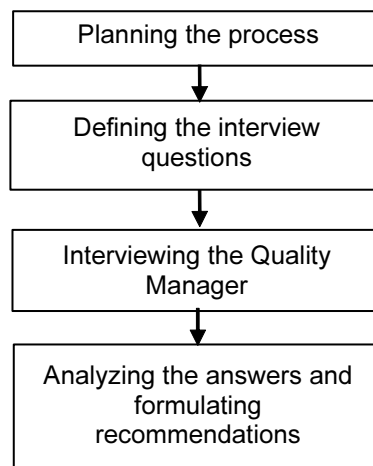 Planning the process
Defining the interview
questions
Interviewing the Quality
Manager
Analyzing the answers and
formulating
recommendations